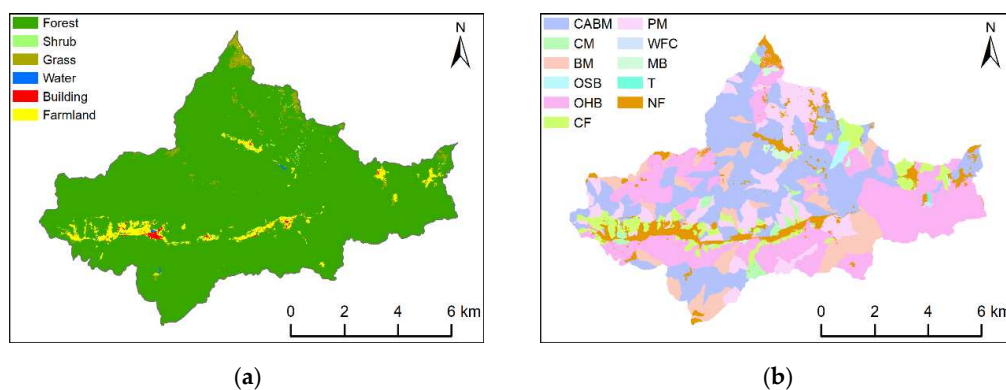 Forest
Shrub
Grass
Water
Building
Farmland
N
0 2 4 6 km
(a)
CABM PM
CM WFC
BM MB
OSB T
OHB NF
CF
N
0 2 4 6 km
(b)